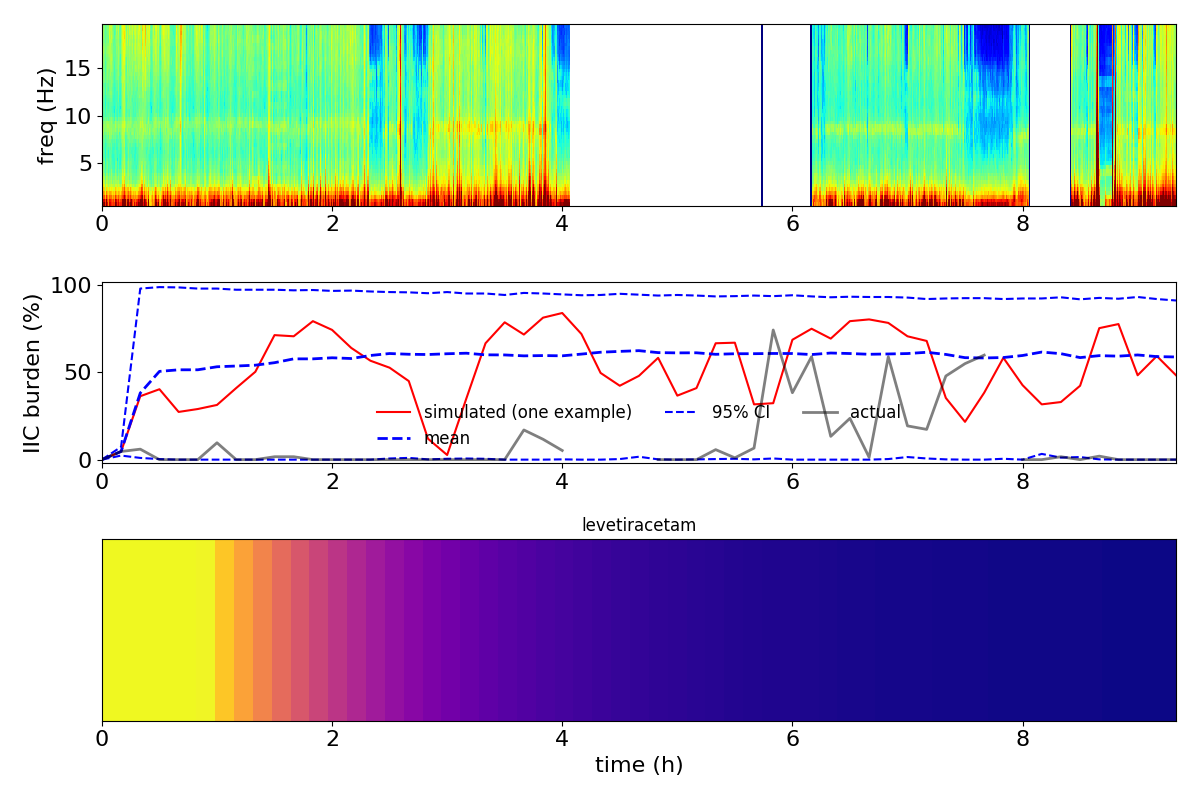 freq (Hz)
15
10
5
0 2 4 6 8
IIC burden (%)
100
50
0
simulated (one example) 95% CI actual
mean
0 2 4 6 8
levetiracetam
0 2 4 6 8
time (h)